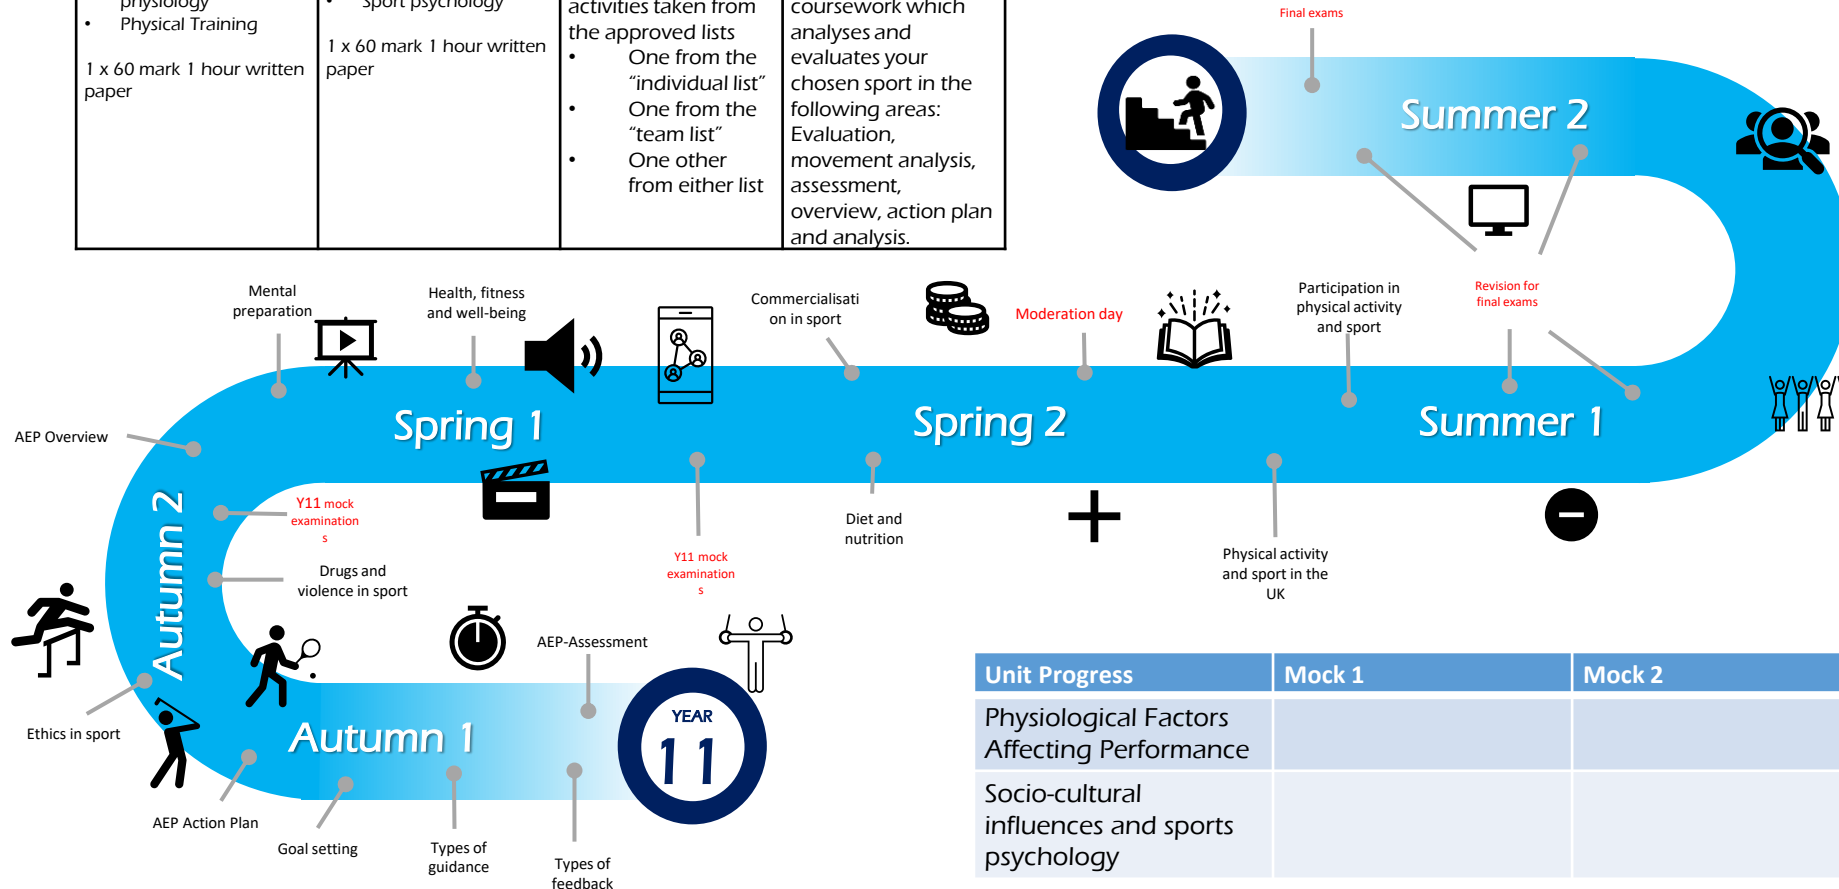 physiology
• Physical Training
1 x 60 mark 1 hour written
paper
• Sport psychology
1 x 60 mark 1 hour written
paper
activities taken from
the approved lists
• One from the
"individual list"
• One from the
"team list"
• One other
from either list
coursework which
analyses and
evaluates your
chosen sport in the
following areas:
Evaluation,
movement analysis,
assessment,
overview, action plan
and analysis.
Final exams
Summer 2
Revision for
final exams
Participation in
physical activity
and sport
Moderation day
Commercialisati
on in sport
Health, fitness
and well-being
Mental
preparation
AEP Overview
Spring 1
Spring 2
Summer 1
Autumn 2
Y11 mock
examination
s
Drugs and
violence in sport
Y11 mock
examination
s
Diet and
nutrition
Physical activity
and sport in the
UK
AEP-Assessment
Ethics in sport
Autumn 1
YEAR
11
AEP Action Plan
Goal setting
Types of
guidance
Types of
feedback
Unit Progress
Mock 1
Mock 2
Physiological Factors
Affecting Performance
Socio-cultural
influences and sports
psychology